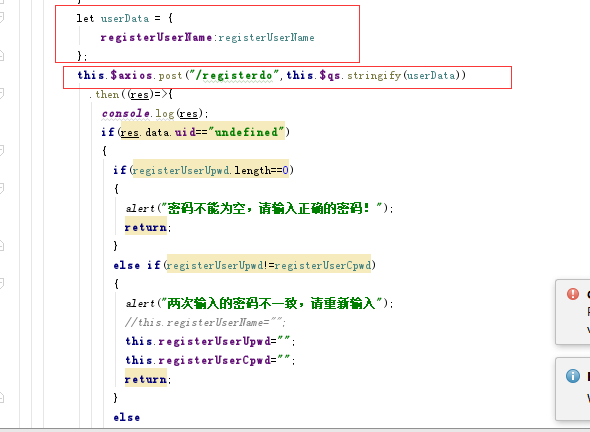 let userData = {
registerUserName:registerUserName
};
this.$axios.post("/registerdo",this.$qs.stringify(userData))
.then((res)=>{
console.log(res);
if(res.data.uid=="undefined")
{
if(registerUserUpwd.length==0)
{
alert("密码不能为空，请输入正确的密码！");
return;
}
else if(registerUserUpwd!=registerUserCpwd)
{
alert("两次输入的密码不一致，请重新输入");
//this.registerUserName="";
this.registerUserUpwd="";
this.registerUserCpwd="";
return;
}
else